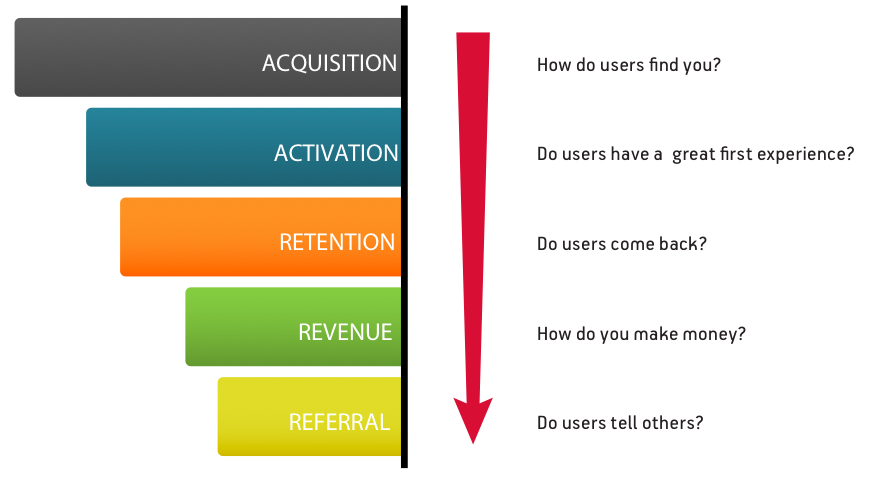 ACQUISITION
How do users find you?
ACTIVATION
Do users have a  great first experience?
RETENTION
Do users come back?
REVENUE
How do you make money?
REFERRAL
Do users tell others?